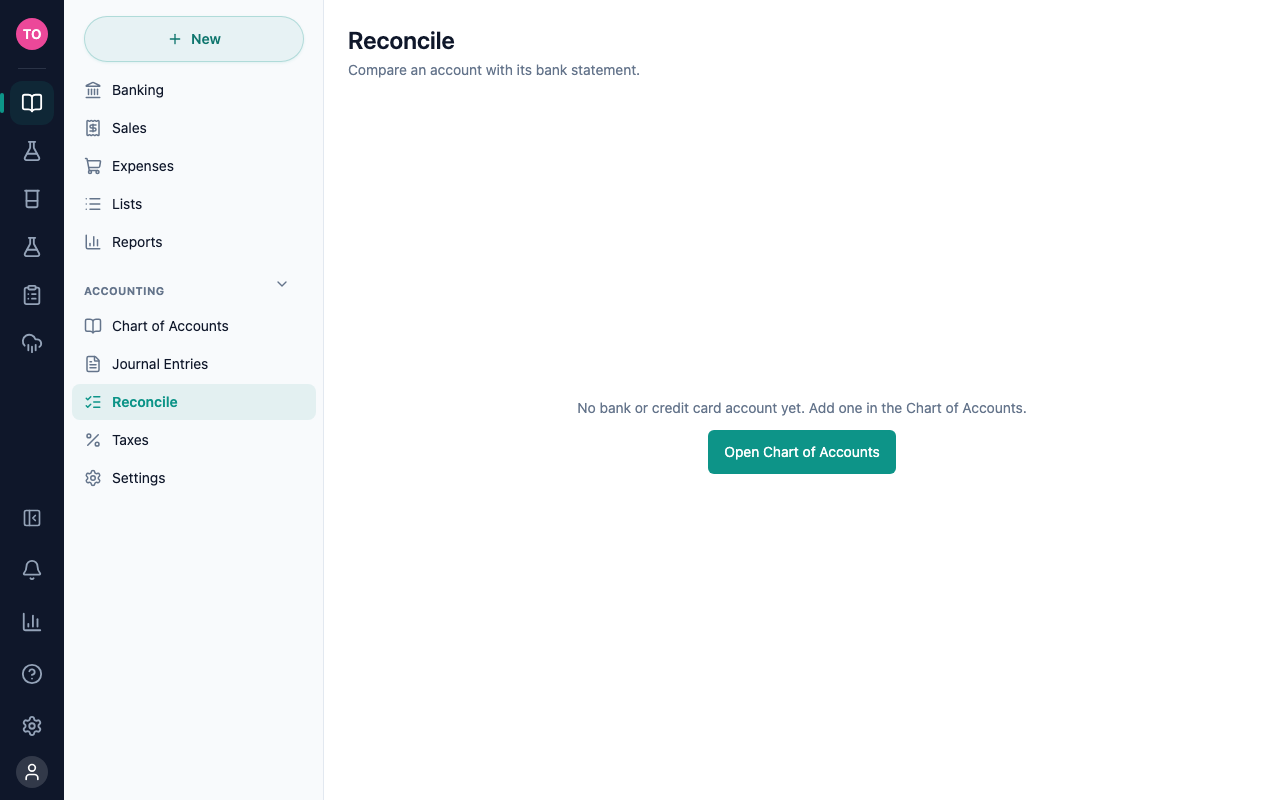 TO
New
Banking
Sales
Expenses
Lists
Reports
ACCOUNTING
Chart of Accounts
Journal Entries
Reconcile
Taxes
Settings
Reconcile
Compare an account with its bank statement.
No bank or credit card account yet. Add one in the Chart of Accounts.
Open Chart of Accounts